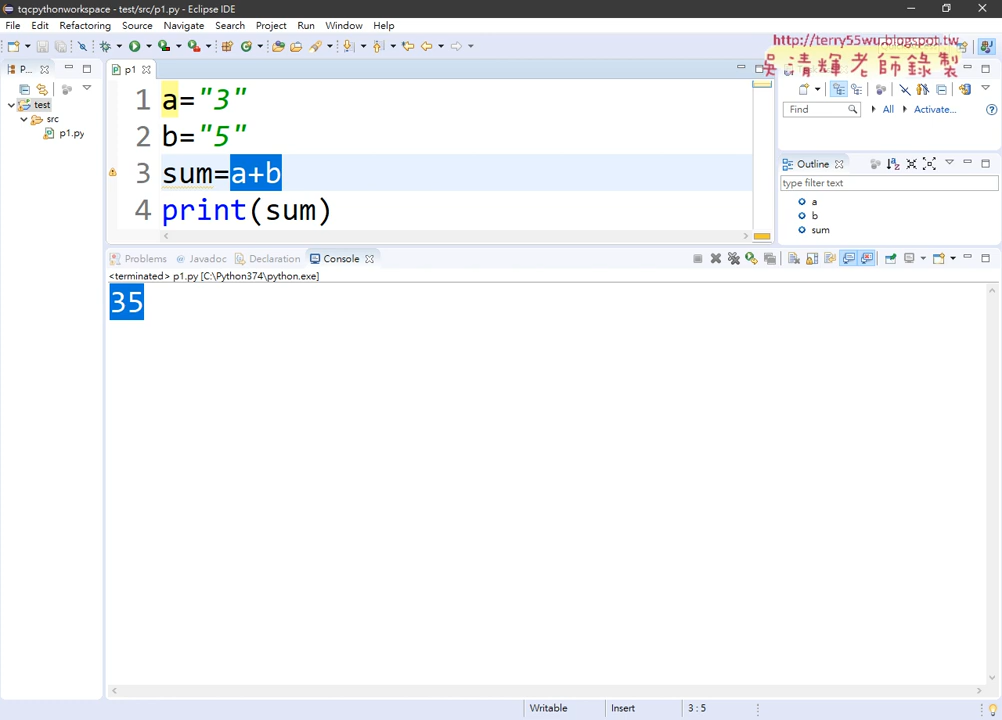 tqcpythonworkspace - test/src/p1.py - Eclipse IDE
File Edit Refactoring Source Navigate Search Project Run Window Help
http://terry55wu.blogspot.tw
吳清輝老師錄製
P...
p1
test
src
p1.py
1 a="3"
2 b="5"
3 sum=a+b
4 print(sum)
Find
All
Activate...
Outline
type filter text
a
b
sum
Problems Javadoc Declaration Console
<terminated> p1.py [C:\Python374\python.exe]
35
Writable Insert 3 : 5